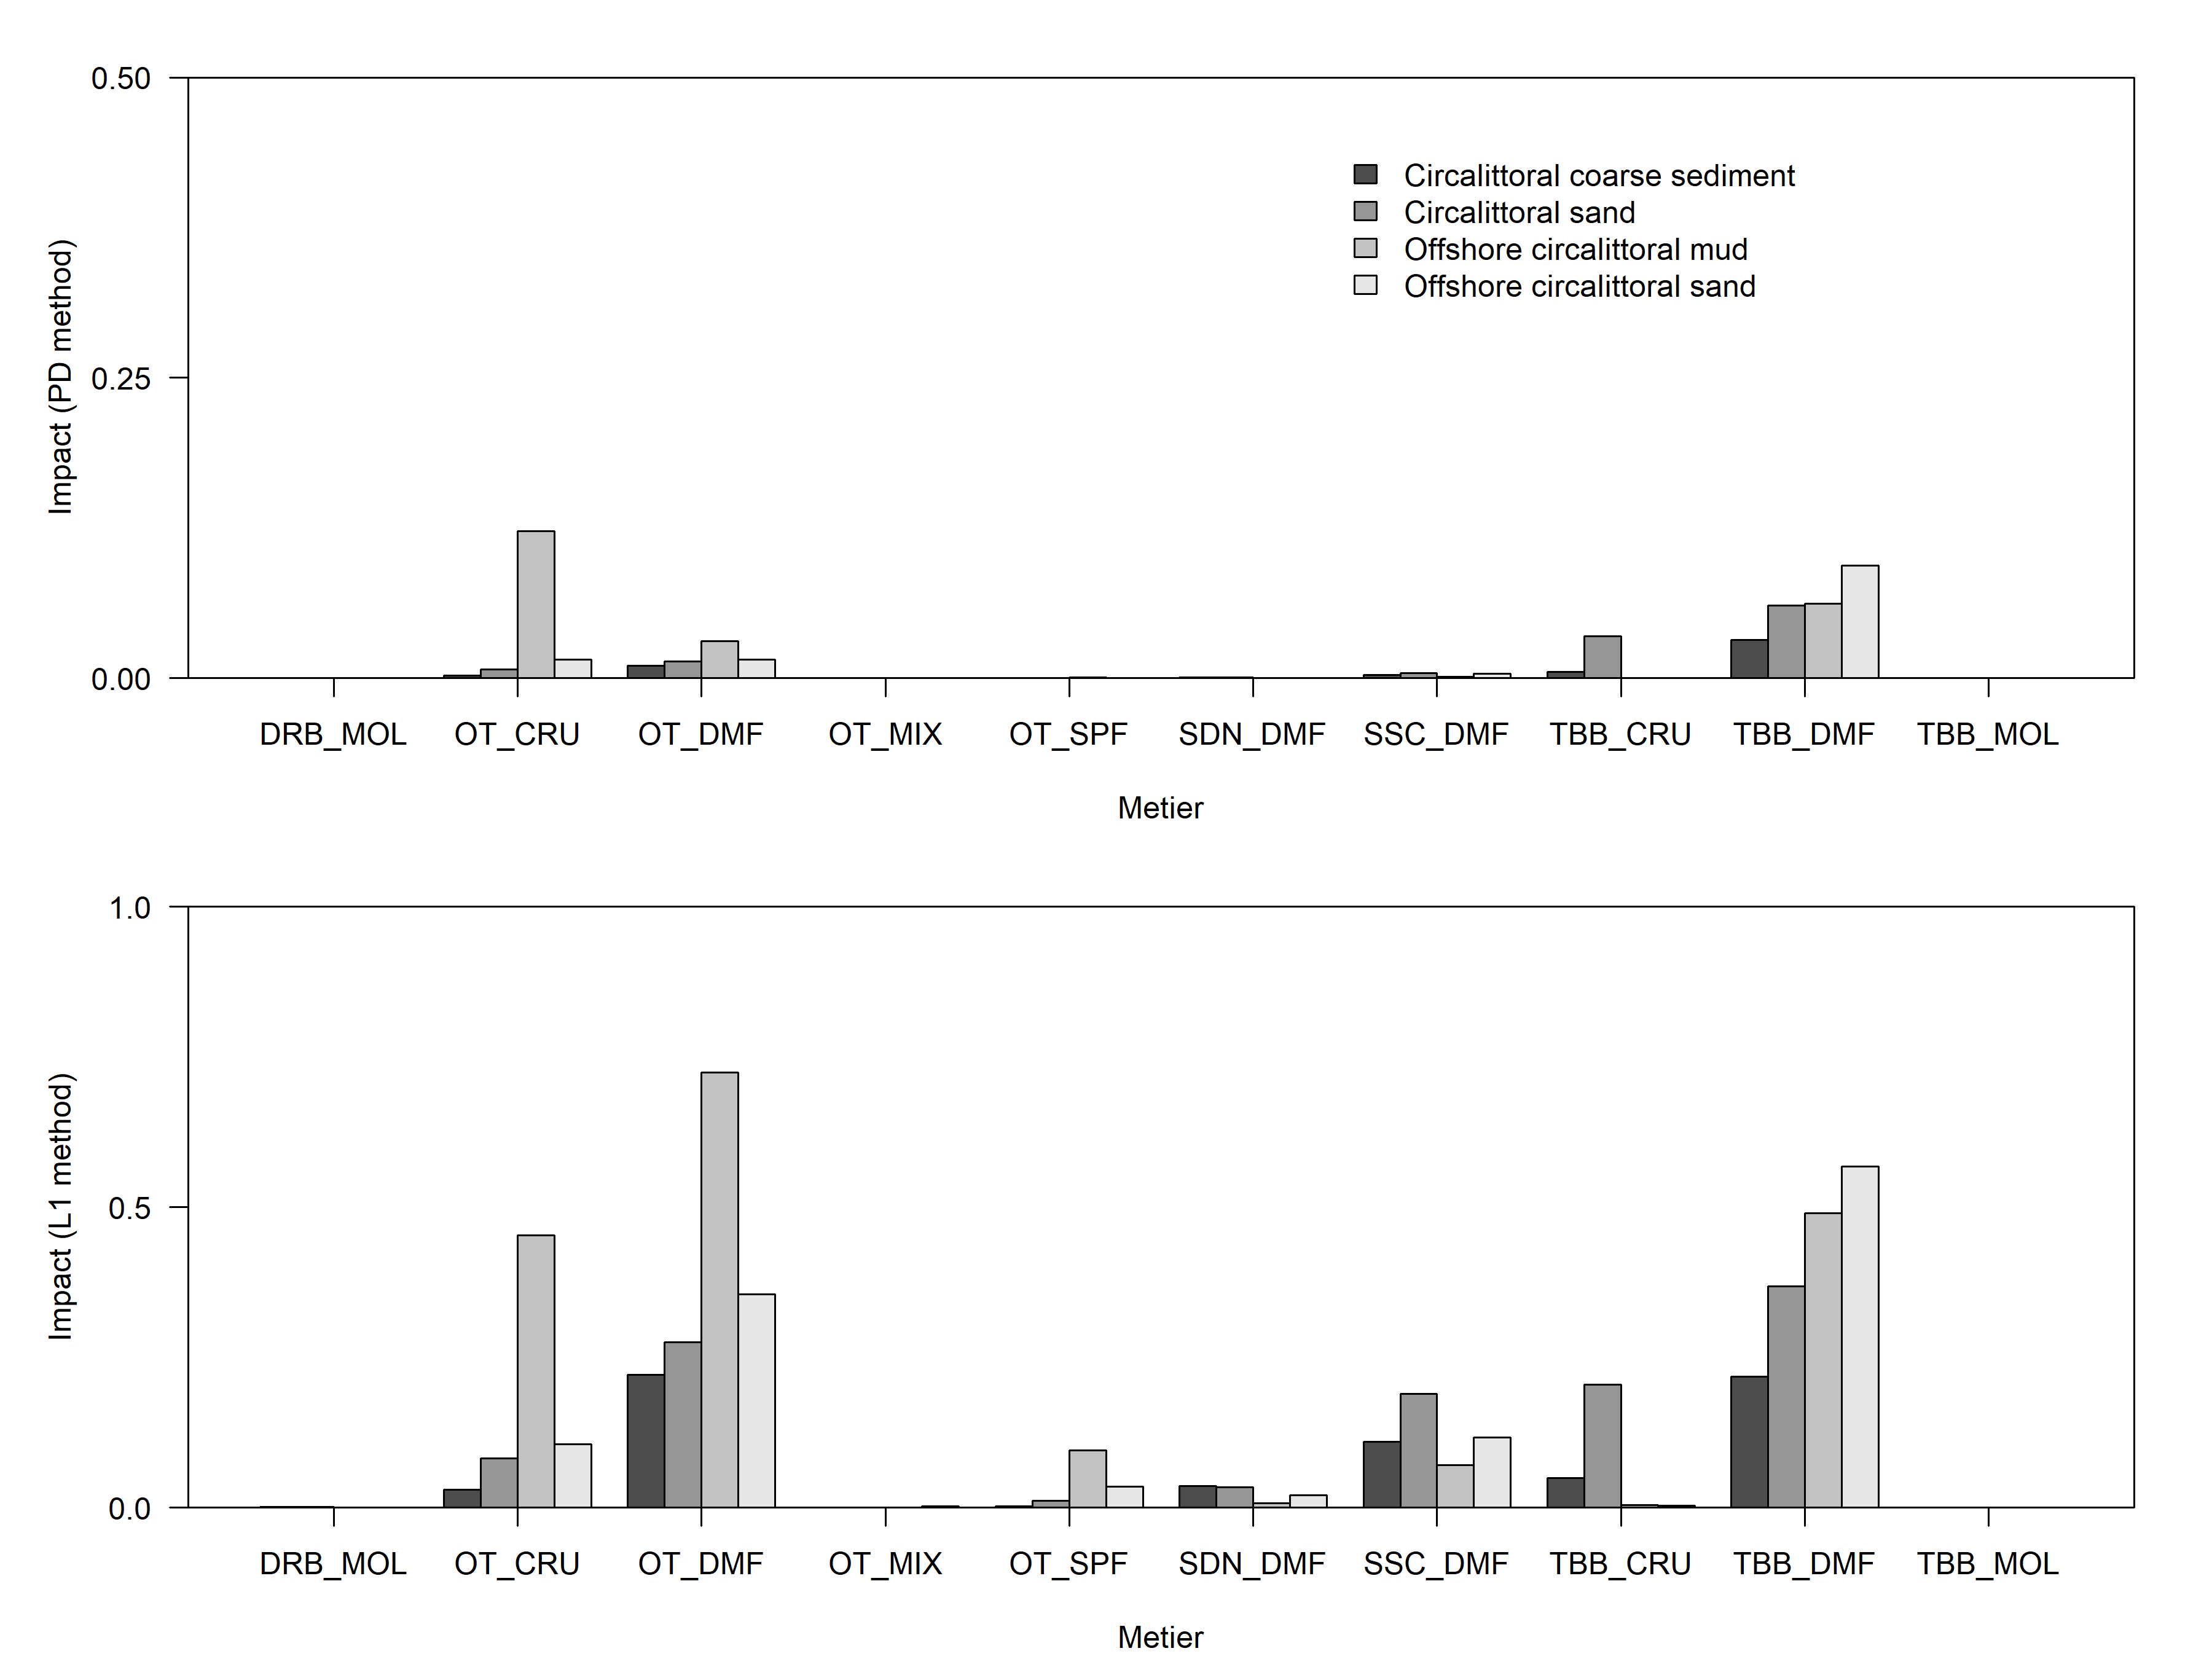 Impact (PD method)
0.50
0.25
0.00
Circalittoral coarse sediment
Circalittoral sand
Offshore circalittoral mud
Offshore circalittoral sand
DRB_MOL OT_CRU OT_DMF OT_MIX OT_SPF SDN_DMF SSC_DMF TBB_CRU TBB_DMF TBB_MOL
Metier
Impact (L1 method)
1.0
0.5
0.0
DRB_MOL OT_CRU OT_DMF OT_MIX OT_SPF SDN_DMF SSC_DMF TBB_CRU TBB_DMF TBB_MOL
Metier